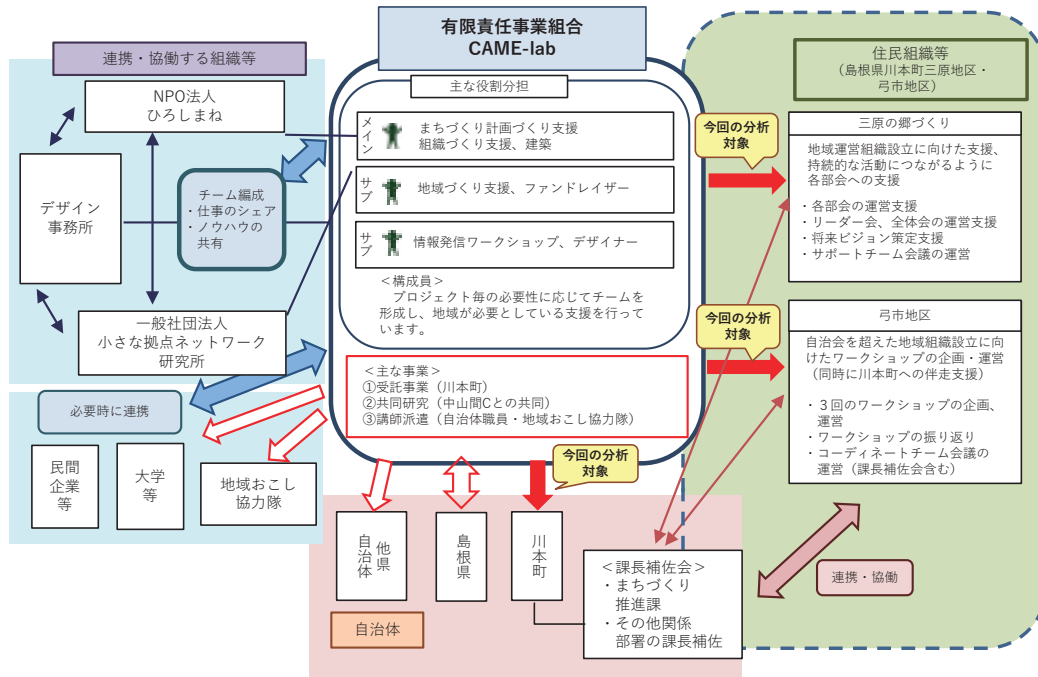 有限責任事業組合
CAME-lab
連携・協働する組織等
NPO法人
ひろしまね
デザイン
事務所
チーム編成
・仕事のシェア
・ノウハウの
共有
一般社団法人
小さな拠点ネットワーク
研究所
必要時に連携
民間
企業
等
大学
等
地域おこし
協力隊
主な役割分担
メイン
まちづくり計画づくり支援
組織づくり支援、建築
サブ
地域づくり支援、ファンドレイザー
サブ
情報発信ワークショップ、デザイナー
＜構成員＞
プロジェクト毎の必要性に応じてチームを
形成し、地域が必要としている支援を行って
います。
＜主な事業＞
①受託事業（川本町）
②共同研究（中山間Cとの共同）
③講師派遣（自治体職員・地域おこし協力隊）
今回の分析
対象
今回の分析
対象
今回の分析
対象
住民組織等
（島根県川本町三原地区・
弓市地区）
三原の郷づくり
地域運営組織設立に向けた支援、
持続的な活動につながるように
各部会への支援
・各部会の運営支援
・リーダー会、全体会の運営支援
・将来ビジョン策定支援
・サポートチーム会議の運営
弓市地区
自治会を超えた地域組織設立に向
けたワークショップの企画・運営
（同時に川本町への伴走支援）
・３回のワークショップの企画、
運営
・ワークショップの振り返り
・コーディネートチーム会議の
運営（課長補佐会含む）
連携・協働
他県
自治体
島根県
川本町
自治体
＜課長補佐会＞
・まちづくり
推進課
・その他関係
部署の課長補佐